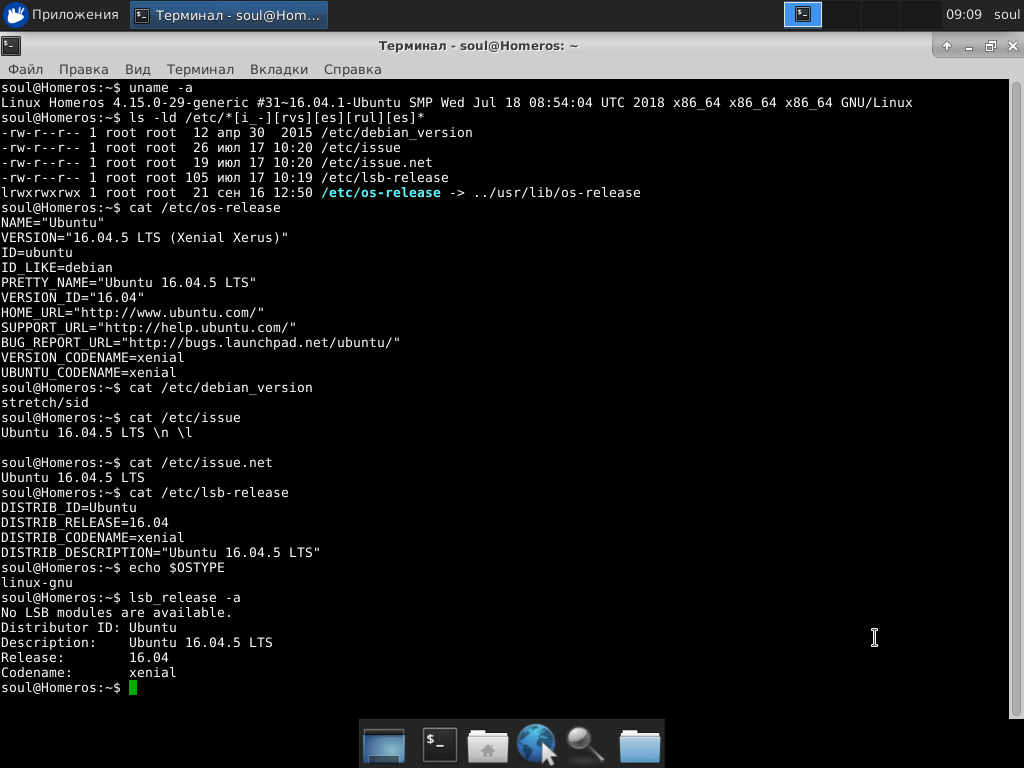 Приложения Терминал - soul@Hom... 09:09 soul
Терминал - soul@Homeros: ~
Файл Правка Вид Терминал Вкладки Справка
soul@Homeros:~$ uname -a
Linux Homeros 4.15.0-29-generic #31~16.04.1-Ubuntu SMP Wed Jul 18 08:54:04 UTC 2018 x86_64 x86_64 x86_64 GNU/Linux
soul@Homeros:~$ ls -ld /etc/*[i_-][rvs][es][rul][es]*
-rw-r--r-- 1 root root  12 апр 30  2015 /etc/debian_version
-rw-r--r-- 1 root root  26 июл 17 10:20 /etc/issue
-rw-r--r-- 1 root root  19 июл 17 10:20 /etc/issue.net
-rw-r--r-- 1 root root 105 июл 17 10:19 /etc/lsb-release
lrwxrwxrwx 1 root root  21 сен 16 12:50 /etc/os-release -> ../usr/lib/os-release
soul@Homeros:~$ cat /etc/os-release
NAME="Ubuntu"
VERSION="16.04.5 LTS (Xenial Xerus)"
ID=ubuntu
ID_LIKE=debian
PRETTY_NAME="Ubuntu 16.04.5 LTS"
VERSION_ID="16.04"
HOME_URL="http://www.ubuntu.com/"
SUPPORT_URL="http://help.ubuntu.com/"
BUG_REPORT_URL="http://bugs.launchpad.net/ubuntu/"
VERSION_CODENAME=xenial
UBUNTU_CODENAME=xenial
soul@Homeros:~$ cat /etc/debian_version
stretch/sid
soul@Homeros:~$ cat /etc/issue
Ubuntu 16.04.5 LTS \n \l
soul@Homeros:~$ cat /etc/issue.net
Ubuntu 16.04.5 LTS
soul@Homeros:~$ cat /etc/lsb-release
DISTRIB_ID=Ubuntu
DISTRIB_RELEASE=16.04
DISTRIB_CODENAME=xenial
DISTRIB_DESCRIPTION="Ubuntu 16.04.5 LTS"
soul@Homeros:~$ echo $OSTYPE
linux-gnu
soul@Homeros:~$ lsb_release -a
No LSB modules are available.
Distributor ID: Ubuntu
Description:    Ubuntu 16.04.5 LTS
Release:        16.04
Codename:       xenial
soul@Homeros:~$